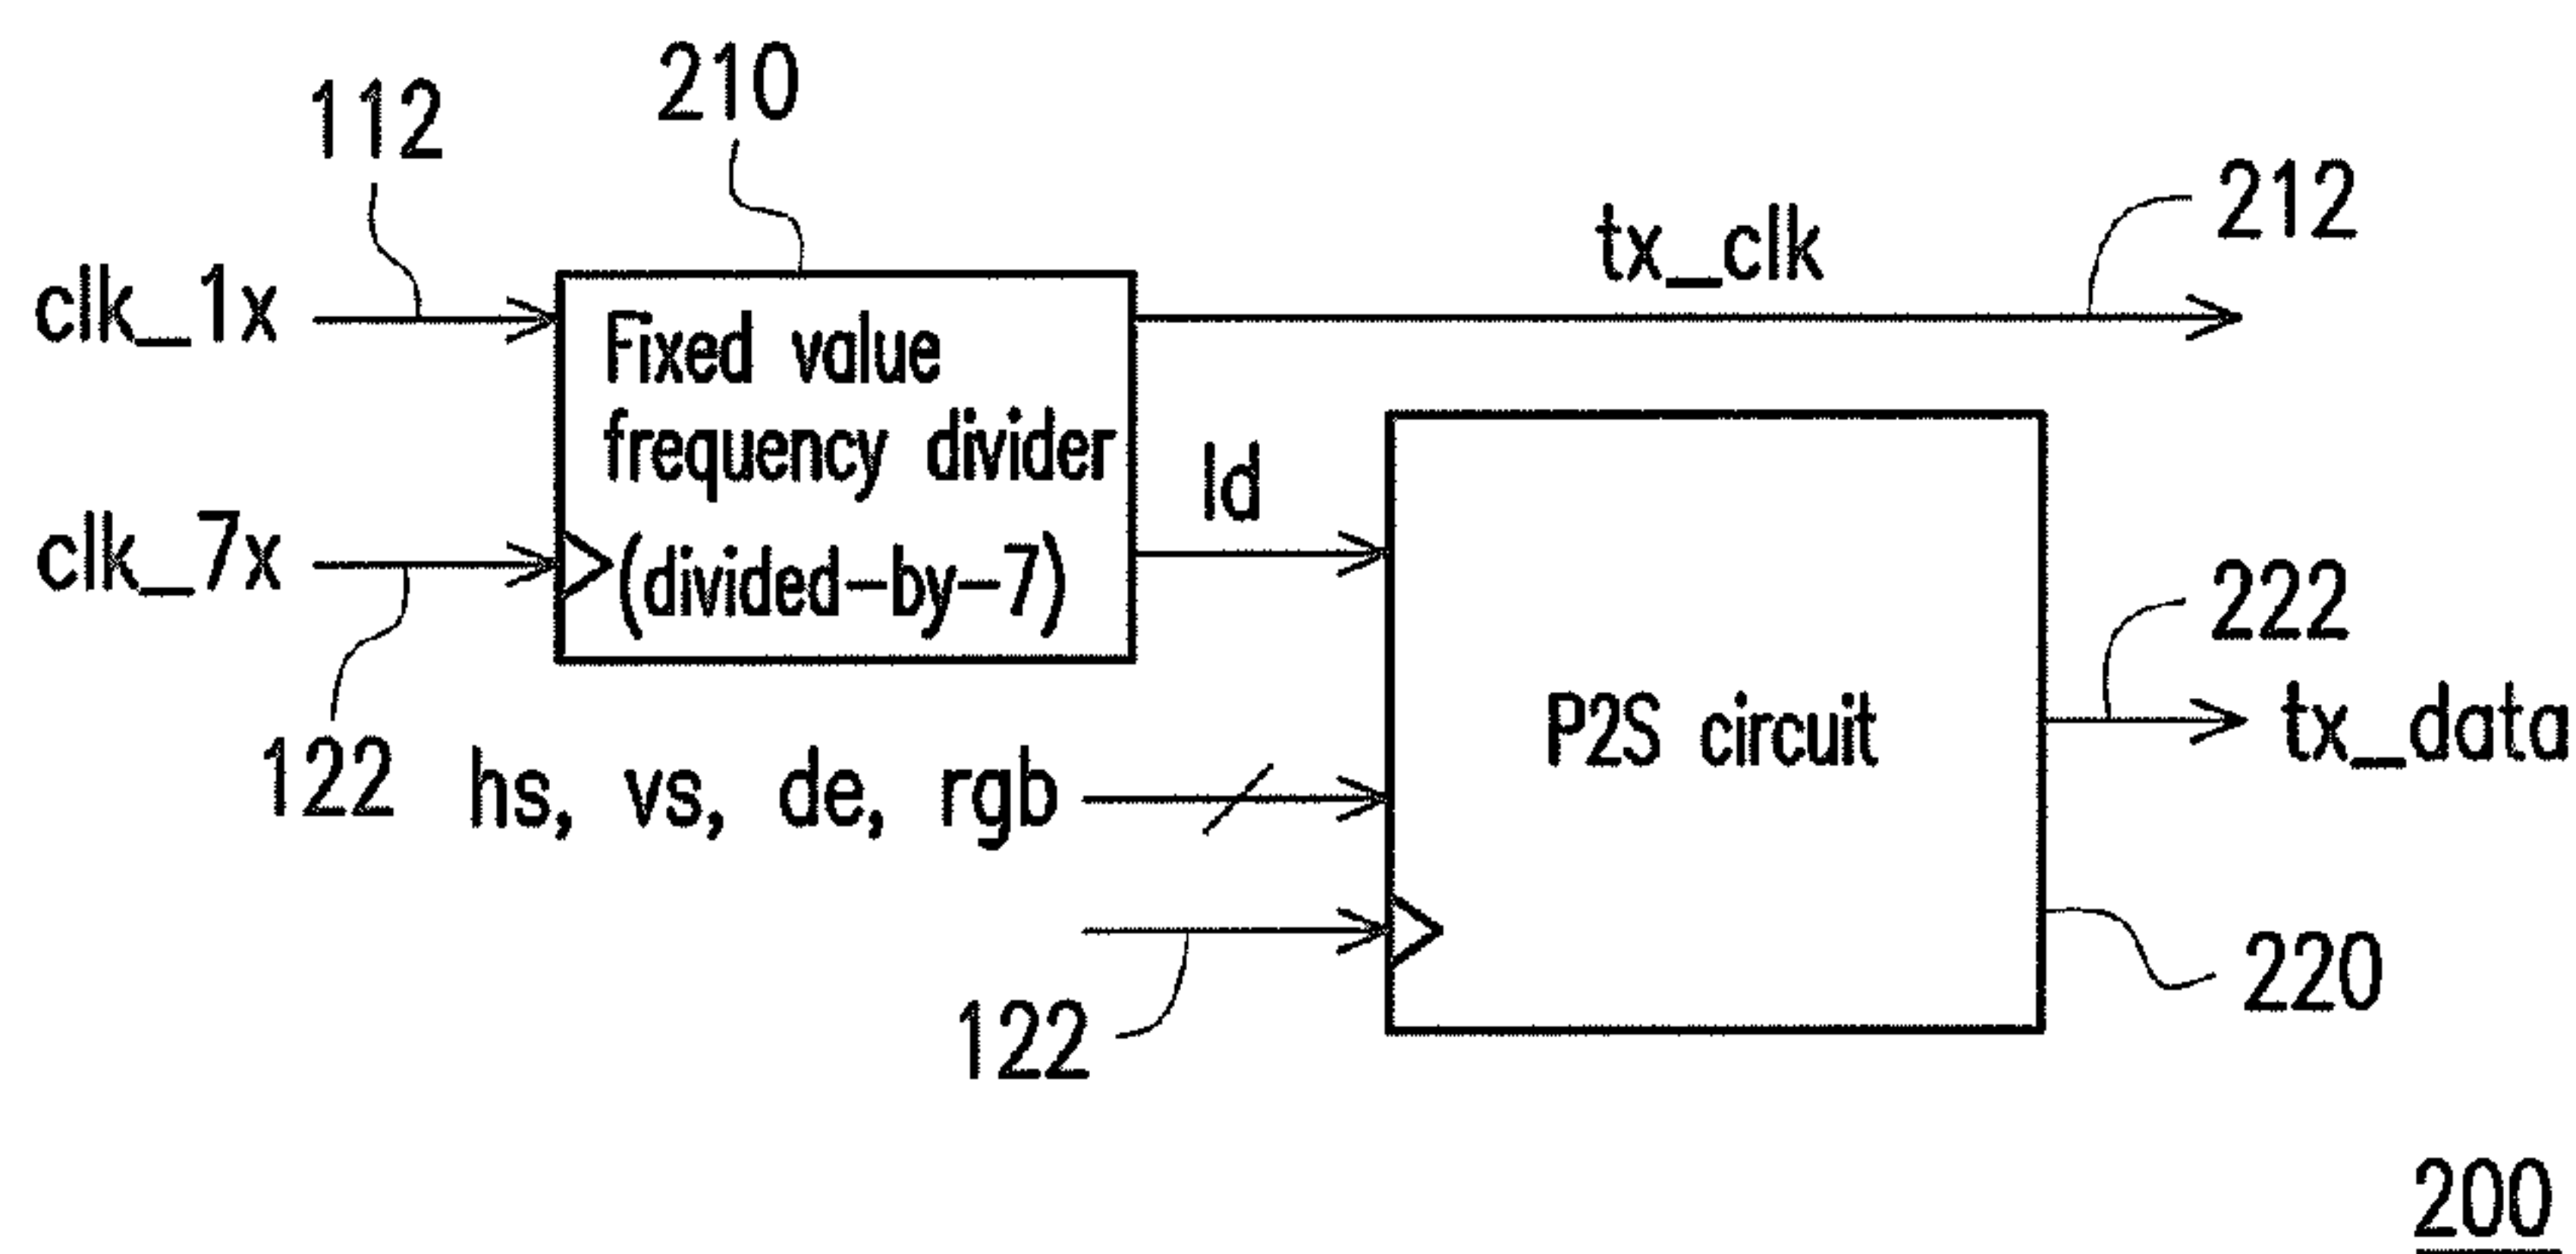 210
112
212
tx_clk
clk_1x
Fixed value
frequency divider
(divided-by-7)
ld
clk_7x
222
P2S circuit
tx_data
122
hs, vs, de, rgb
220
122
200